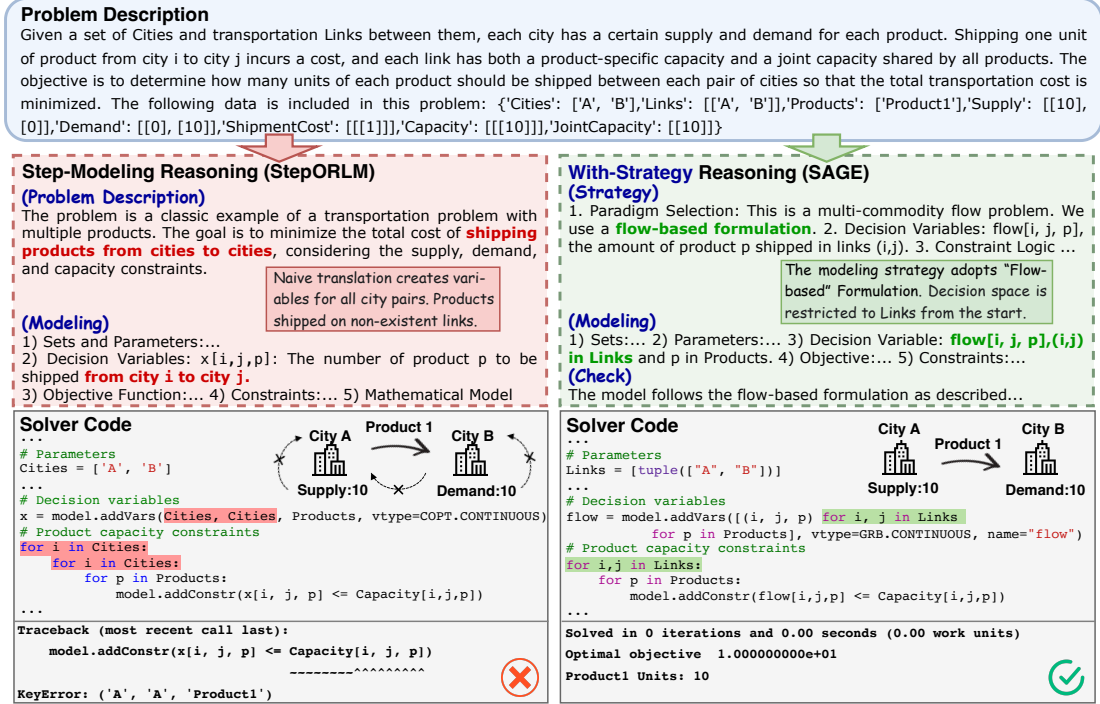 Problem Description
Given a set of Cities and transportation Links between them, each city has a certain supply and demand for each product. Shipping one unit
of product from city i to city j incurs a cost, and each link has both a product-specific capacity and a joint capacity shared by all products. The
objective is to determine how many units of each product should be shipped between each pair of cities so that the total transportation cost is
minimized. The following data is included in this problem: {'Cities': ['A', 'B'],'Links': [['A', 'B']],'Products': ['Product1'],'Supply': [[10],
[0]],'Demand': [[0], [10]],'ShipmentCost': [[[1]]],'Capacity': [[[10]]],'JointCapacity': [[10]]}
Step-Modeling Reasoning (StepORLM)
(Problem Description)
The problem is a classic example of a transportation problem with
multiple products. The goal is to minimize the total cost of shipping
products from cities to cities, considering the supply, demand,
and capacity constraints.
Naive translation creates vari-
ables for all city pairs. Products
shipped on non-existent links.
(Modeling)
1) Sets and Parameters:...
2) Decision Variables: x[i,j,p]: The number of product p to be
shipped from city i to city j.
3) Objective Function:... 4) Constraints:... 5) Mathematical Model
Solver Code
...
# Parameters
Cities = ['A', 'B']
...
# Decision variables
x = model.addVars(Cities, Cities, Products, vtype=COPT.CONTINUOUS)
# Product capacity constraints
for i in Cities:
for i in Cities:
for p in Products:
model.addConstr(x[i, j, p] <= Capacity[i,j,p])
...
City A
Product 1
City B
Supply:10
Demand:10
Traceback (most recent call last):
model.addConstr(x[i, j, p] <= Capacity[i, j, p])
~~~~~~~~^^^^^^^^^
KeyError: ('A', 'A', 'Product1')
With-Strategy Reasoning (SAGE)
(Strategy)
1. Paradigm Selection: This is a multi-commodity flow problem. We
use a flow-based formulation. 2. Decision Variables: flow[i, j, p],
the amount of product p shipped in links (i,j). 3. Constraint Logic ...
The modeling strategy adopts “Flow-
based” Formulation. Decision space is
restricted to Links from the start.
(Modeling)
1) Sets:... 2) Parameters:... 3) Decision Variable: flow[i, j, p],(i,j)
in Links and p in Products. 4) Objective:... 5) Constraints:...
(Check)
The model follows the flow-based formulation as described...
Solver Code
...
# Parameters
Links = [tuple(["A", "B"])]
...
# Decision variables
flow = model.addVars([(i, j, p) for i, j in Links
for p in Products], vtype=GRB.CONTINUOUS, name="flow")
# Product capacity constraints
for i,j in Links:
for p in Products:
model.addConstr(flow[i,j,p] <= Capacity[i,j,p])
...
City A
Product 1
City B
Supply:10
Demand:10
Solved in 0 iterations and 0.00 seconds (0.00 work units)
Optimal objective  1.000000000e+01
Product1 Units: 10